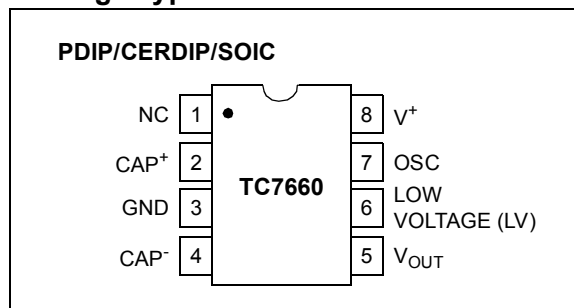 PDIP/CERDIP/SOIC
NC 1 8 V+
CAP+ 2 7 OSC
TC7660
GND 3 6 LOW
VOLTAGE (LV)
CAP- 4 5 VOUT